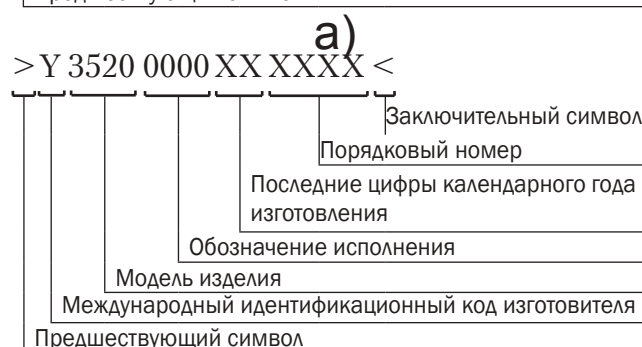 а)
>Y 3520 0000 XX XXXX <
Заключительный символ
Порядковый номер
Последние цифры календарного года
изготовления
Обозначение исполнения
Модель изделия
Международный идентификационный код изготовителя
Предшествующий символ